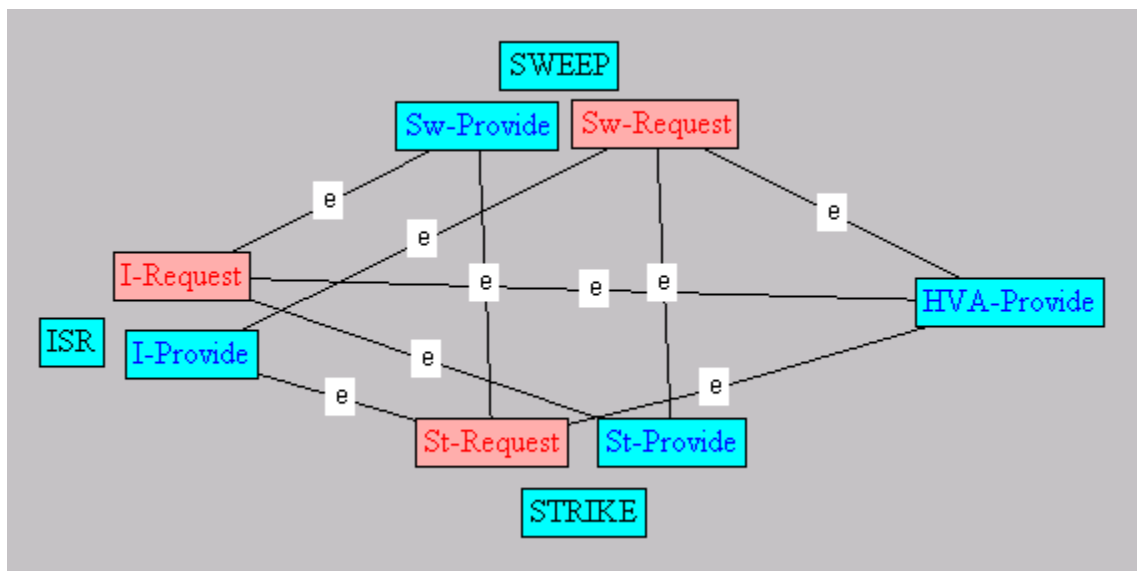 SWEEP
Sw-Provide
Sw-Request
e
e
e
I-Request
e
e
e
HVA-Provide
ISR
I-Provide
e
e
e
St-Request
St-Provide
STRIKE